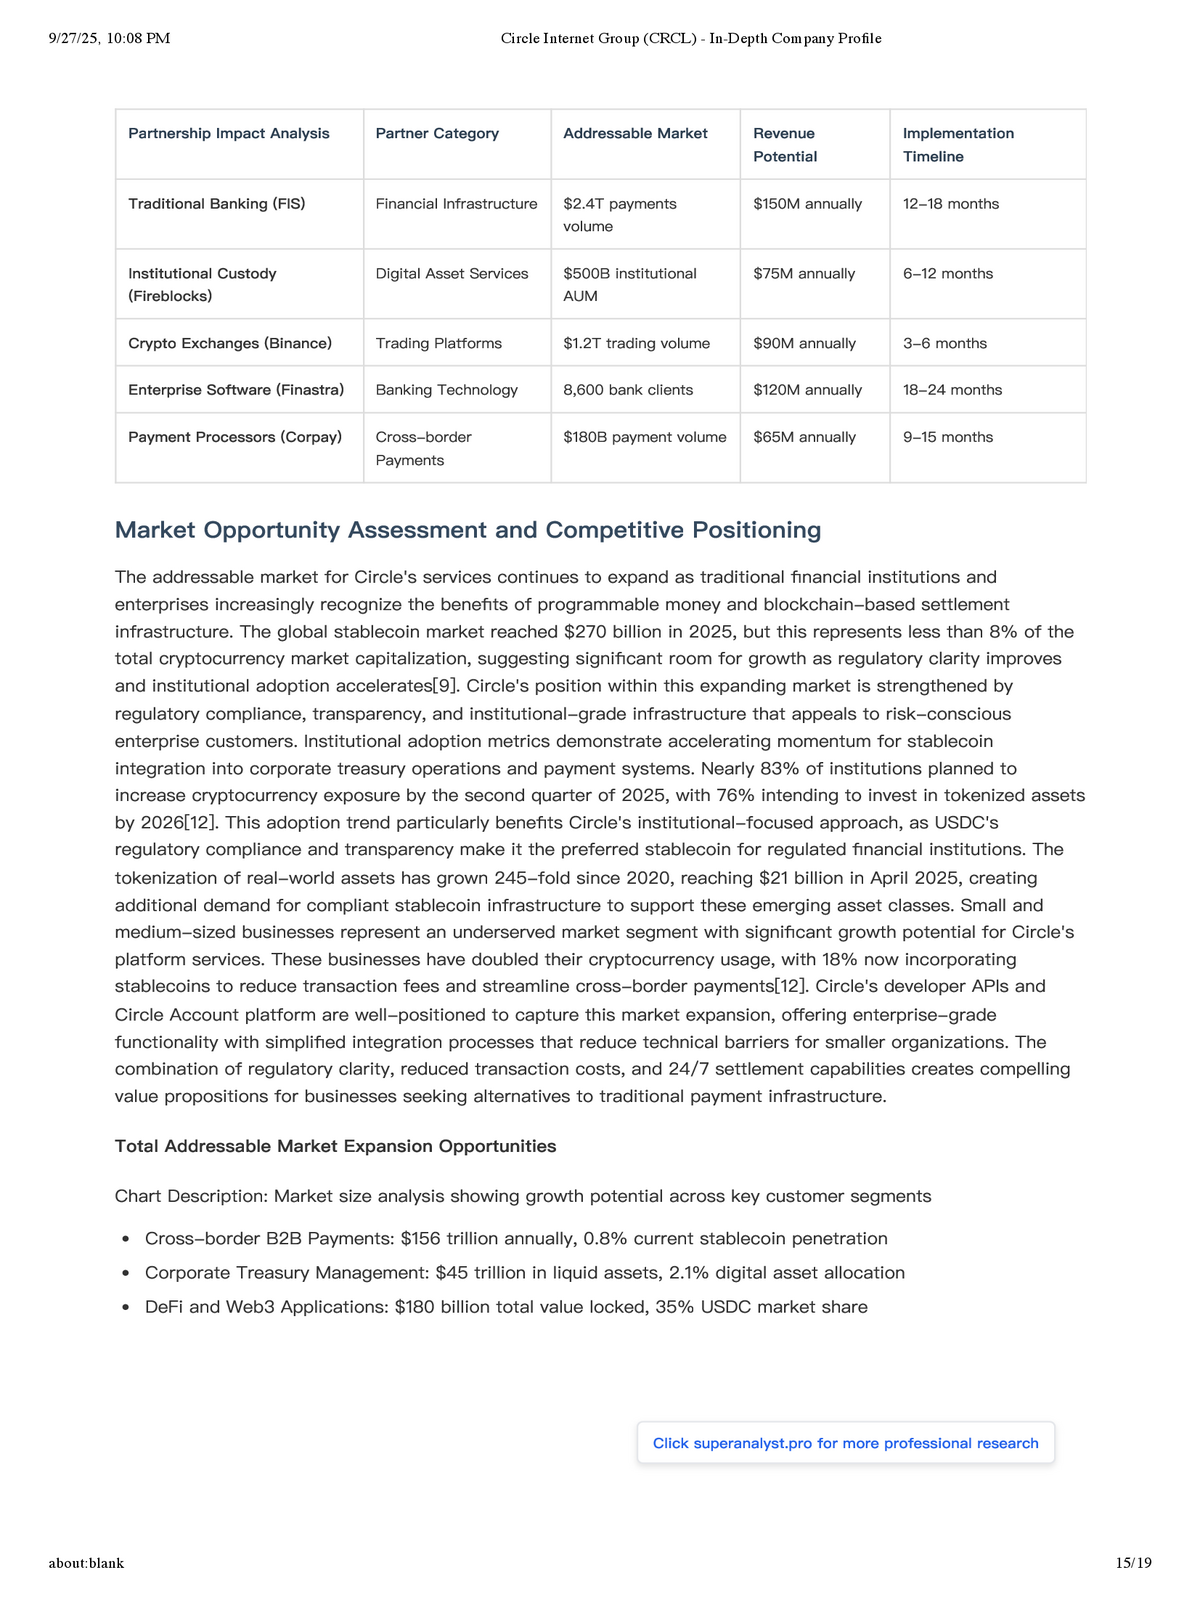 9/27/25, 10:08 PM
Circle Internet Group (CRCL) - In-Depth Company Profile
Partnership Impact Analysis
Partner Category
Addressable Market
Revenue
Potential
Implementation
Timeline
Traditional Banking (FIS)
Financial Infrastructure
$2.4T payments
volume
$150M annually
12–18 months
Institutional Custody
(Fireblocks)
Digital Asset Services
$500B institutional
AUM
$75M annually
6–12 months
Crypto Exchanges (Binance)
Trading Platforms
$1.2T trading volume
$90M annually
3–6 months
Enterprise Software (Finastra)
Banking Technology
8,600 bank clients
$120M annually
18–24 months
Payment Processors (Corpay)
Cross–border
Payments
$180B payment volume
$65M annually
9–15 months
Market Opportunity Assessment and Competitive Positioning
The addressable market for Circle's services continues to expand as traditional financial institutions and
enterprises increasingly recognize the benefits of programmable money and blockchain–based settlement
infrastructure. The global stablecoin market reached $270 billion in 2025, but this represents less than 8% of the
total cryptocurrency market capitalization, suggesting significant room for growth as regulatory clarity improves
and institutional adoption accelerates[9]. Circle's position within this expanding market is strengthened by
regulatory compliance, transparency, and institutional–grade infrastructure that appeals to risk–conscious
enterprise customers. Institutional adoption metrics demonstrate accelerating momentum for stablecoin
integration into corporate treasury operations and payment systems. Nearly 83% of institutions planned to
increase cryptocurrency exposure by the second quarter of 2025, with 76% intending to invest in tokenized assets
by 2026[12]. This adoption trend particularly benefits Circle's institutional–focused approach, as USDC's
regulatory compliance and transparency make it the preferred stablecoin for regulated financial institutions. The
tokenization of real–world assets has grown 245–fold since 2020, reaching $21 billion in April 2025, creating
additional demand for compliant stablecoin infrastructure to support these emerging asset classes. Small and
medium–sized businesses represent an underserved market segment with significant growth potential for Circle's
platform services. These businesses have doubled their cryptocurrency usage, with 18% now incorporating
stablecoins to reduce transaction fees and streamline cross–border payments[12]. Circle's developer APIs and
Circle Account platform are well–positioned to capture this market expansion, offering enterprise–grade
functionality with simplified integration processes that reduce technical barriers for smaller organizations. The
combination of regulatory clarity, reduced transaction costs, and 24/7 settlement capabilities creates compelling
value propositions for businesses seeking alternatives to traditional payment infrastructure.
Total Addressable Market Expansion Opportunities
Chart Description: Market size analysis showing growth potential across key customer segments
• Cross–border B2B Payments: $156 trillion annually, 0.8% current stablecoin penetration
• Corporate Treasury Management: $45 trillion in liquid assets, 2.1% digital asset allocation
• DeFi and Web3 Applications: $180 billion total value locked, 35% USDC market share
Click superanalyst.pro for more professional research
about:blank
15/19